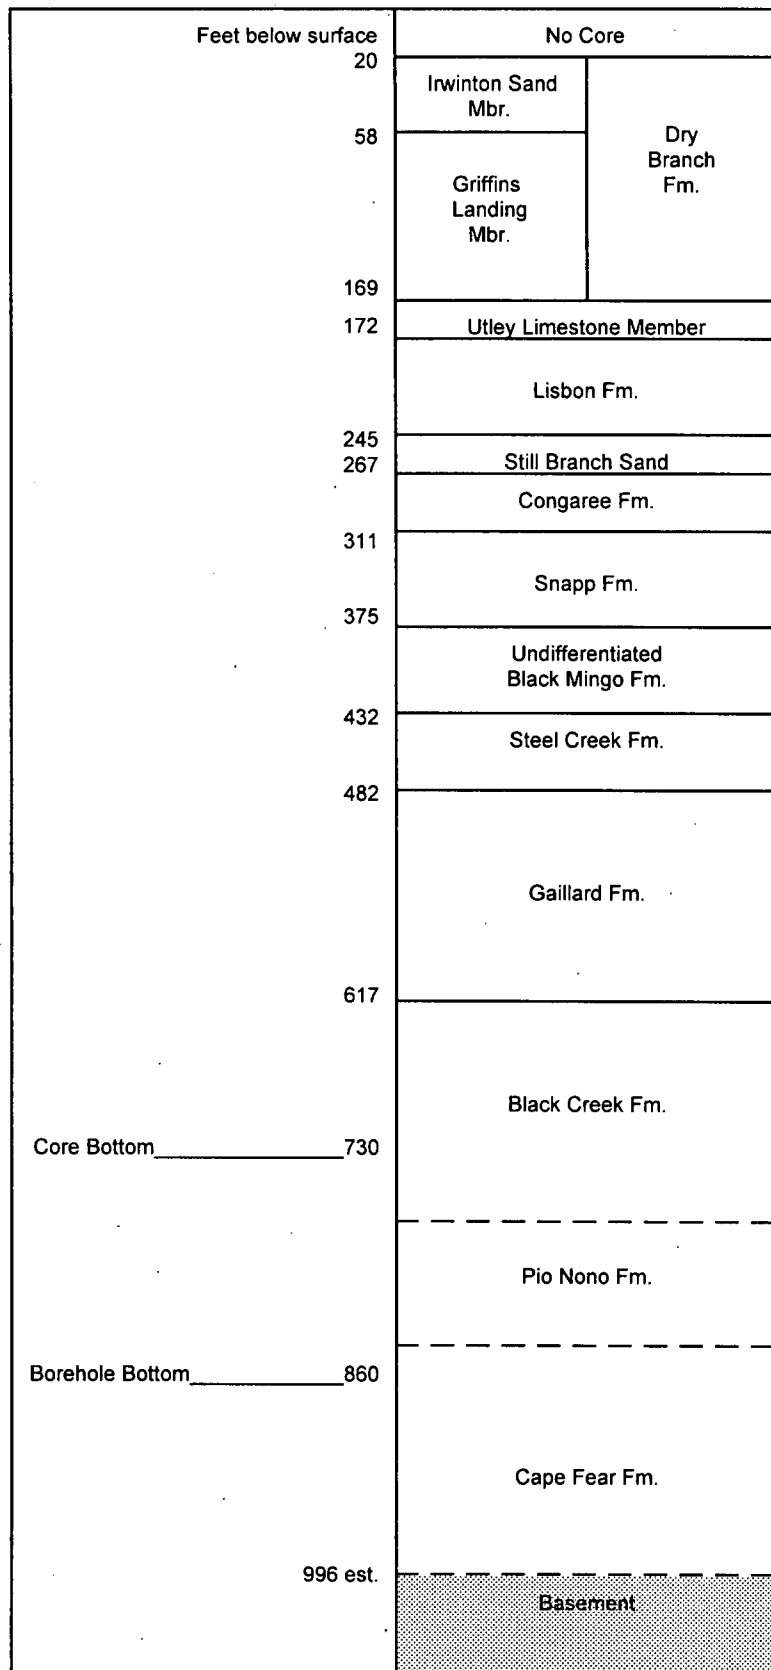 Feet below surface
No Core
20
Irwinton Sand
Mbr.
58
Dry
Branch
Fm.
Griffins
Landing
Mbr.
169
172
Utley Limestone Member
Lisbon Fm.
245
267
Still Branch Sand
Congaree Fm.
311
Snapp Fm.
375
Undifferentiated
Black Mingo Fm.
432
Steel Creek Fm.
482
Gaillard Fm.
617
Black Creek Fm.
Core Bottom 730
Pio Nono Fm.
Borehole Bottom 860
Cape Fear Fm.
996 est.
Basement